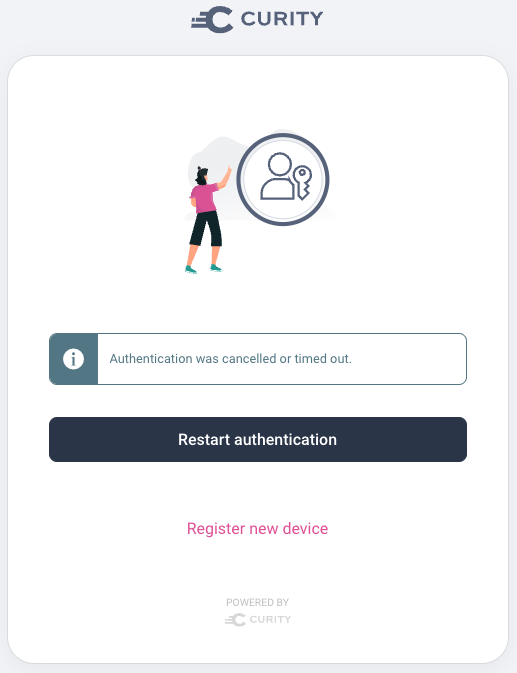 CURITY
Authentication was cancelled or timed out.
Restart authentication
Register new device
POWERED BY
CURITY